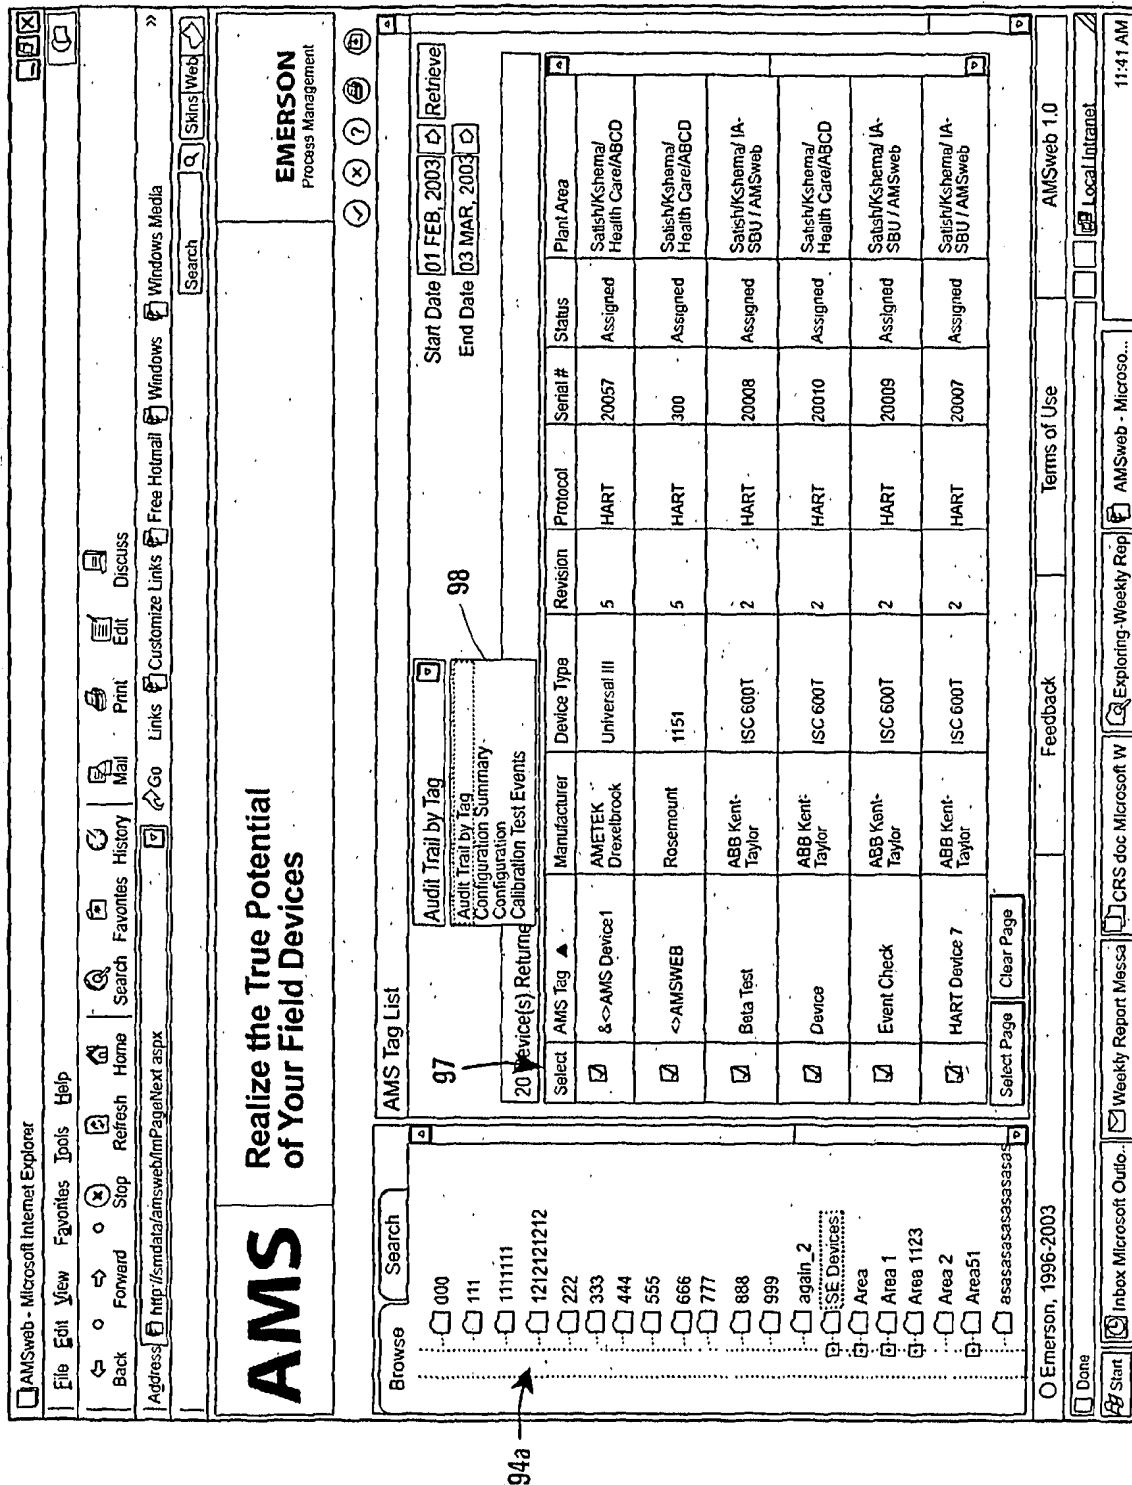 AMSweb - Microsoft Internet Explorer
File Edit View Favorites Tools Help
Back Forward Stop Refresh Home Search Favorites History Mail Print Edit Discuss
Address http://smdata/amsweb/ImPageNext aspx Go Links Customize Links Free Hotmail Windows Windows Media »
Search Skins Web
AMS
Realize the True Potential
of Your Field Devices
EMERSON
Process Management
Browse Search
000
111
1111111
12121212212
222
333
444
555
666
777
888
999
again_2
SE Devices
Area
Area 1
Area 1123
Area 2
Area51
asasasasasasasasasas
94a
AMS Tag List
97
98
Audit Trail by Tag
Audit Trail by Tag
Configuration Summary
Configuration
Calibration Test Events
Start Date 01 FEB, 2003 Retrieve
End Date 03 MAR, 2003
20 Device(s) Returne
Select AMS Tag ▲ Manufacturer Device Type Revision Protocol Serial # Status Plant Area
&<>AMS Device1 AMETEK Drexelbrook Universal III 5 HART 20057 Assigned Satish/Kshema/ Health Care/ABCD
<>AMSWEB Rosemount 1151 5 HART 300 Assigned Satish/Kshema/ Health Care/ABCD
Beta Test ABB Kent-Taylor ISC 600T 2 HART 20008 Assigned Satish/Kshema/ IA-SBU / AMSweb
Device ABB Kent-Taylor ISC 600T 2 HART 20010 Assigned Satish/Kshema/ Health Care/ABCD
Event Check ABB Kent-Taylor ISC 600T 2 HART 20009 Assigned Satish/Kshema/ IA-SBU / AMSweb
HART Device 7 ABB Kent-Taylor ISC 600T 2 HART 20007 Assigned Satish/Kshema/ IA-SBU / AMSweb
Select Page Clear Page
O Emerson, 1996-2003 Feedback Terms of Use AMSweb 1.0
Done Local intranet
Start Inbox Microsoft Outlo.. Weekly Report Messa CRS doc Microsoft W Exploring-Weekly Rep AMSweb - Microso... 11:41 AM